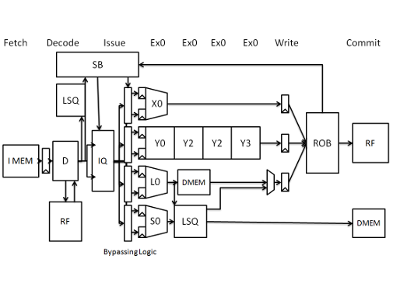 Fetch Decode Issue Ex0 Ex0 Ex0 Ex0 Write Commit
SB
LSQ
X0
I MEM D IQ Y0 Y2 Y2 Y3 ROB RF
L0 DMEM
RF S0 LSQ DMEM
Bypassing Logic